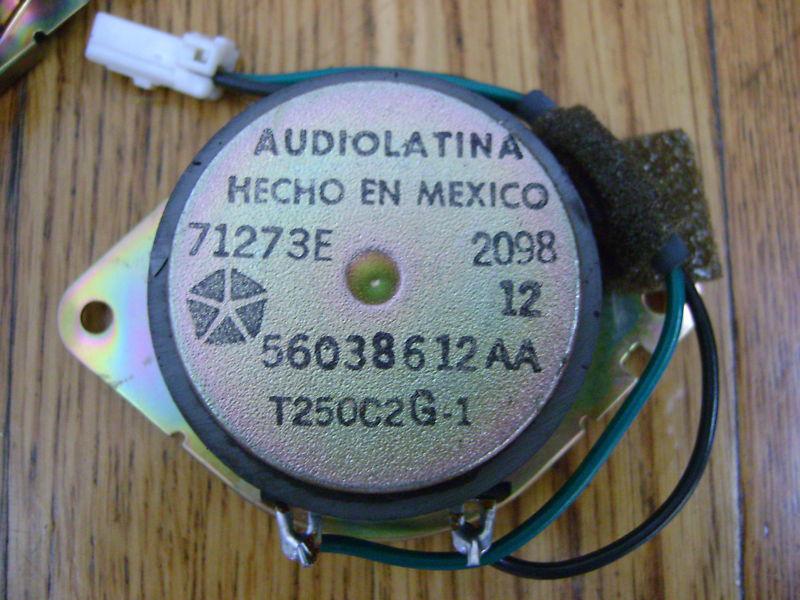 AUDIOLATINA
HECHO EN MEXICO
71273E 2098
12
56038612AA
T250C2G-1